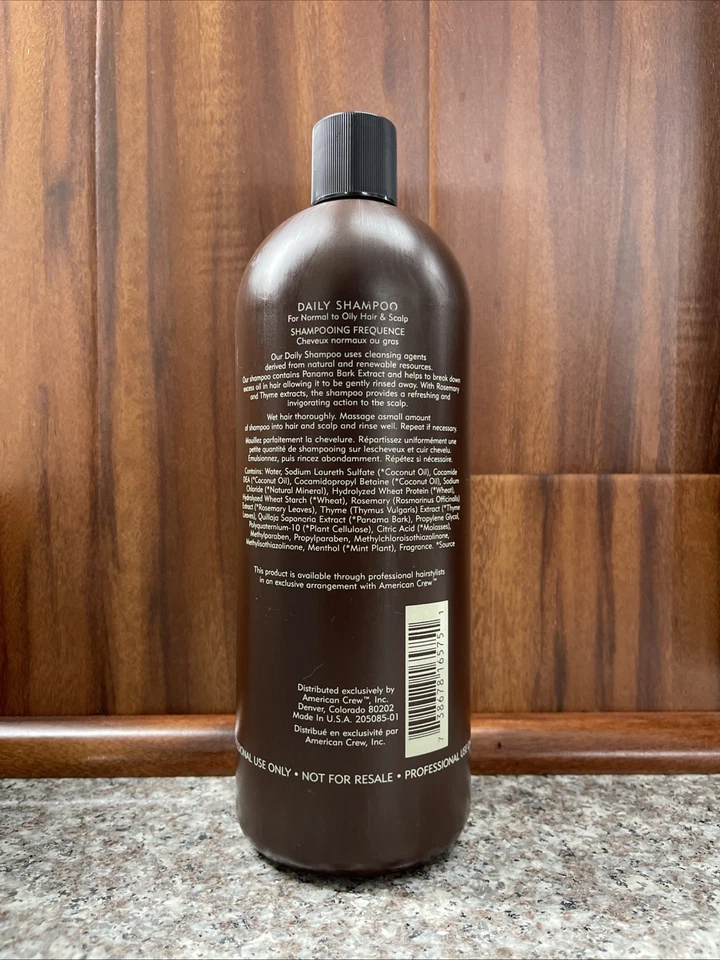 DAILY SHAMPOO
For Normal to Oily Hair & Scalp
SHAMPOOING FREQUENCE
Cheveux normaux ou gras
Our Daily Shampoo uses cleansing agents
derived from natural and renewable resources.
Our shampoo contains Panama Bark Extract and helps to break down
excess oil in hair allowing it to be gently rinsed away. With Rosemary
and Thyme extracts, the shampoo provides a refreshing and
invigorating action to the scalp.
Wet hair thoroughly. Massage asmall amount
of shampoo into hair and scalp and rinse well. Repeat if necessary.
Mouillez parfaitement la chevelure. Répartissez uniformément une
petite quantité de shampooing sur lescheveux et cuir chevelu.
Émulsionnez, puis rincez abondamment. Répétez si nécessaire.
Contains: Water, Sodium Laureth Sulfate (*Coconut Oil), Cocamide
DEA (*Coconut Oil), Cocamidopropyl Betaine (*Coconut Oil), Sodium
Chloride (*Natural Mineral), Hydrolyzed Wheat Protein (*Wheat),
Hydrolyzed Wheat Starch (*Wheat), Rosemary (Rosmarinus Officinalis)
Extract (*Rosemary Leaves), Thyme (Thymus Vulgaris) Extract (*Thyme
Leaves), Quillaja Saponaria Extract (*Panama Bark), Propylene Glycol,
Polyquaternium-10 (*Plant Cellulose), Citric Acid (*Molasses),
Methylparaben, Propylparaben, Methylchloroisothiazolinone,
Methylisothiazolinone, Menthol (*Mint Plant), Fragrance. *Source
This product is available through professional hairstylists
in an exclusive arrangement with American Crew™
Distributed exclusively by
American Crew™, Inc.
Denver, Colorado 80202
Made In U.S.A. 205085-01
Distribué en exclusivité par
American Crew, Inc.
7 38678 16575 1
USE ONLY • NOT FOR RESALE • PROFESSIONAL USE